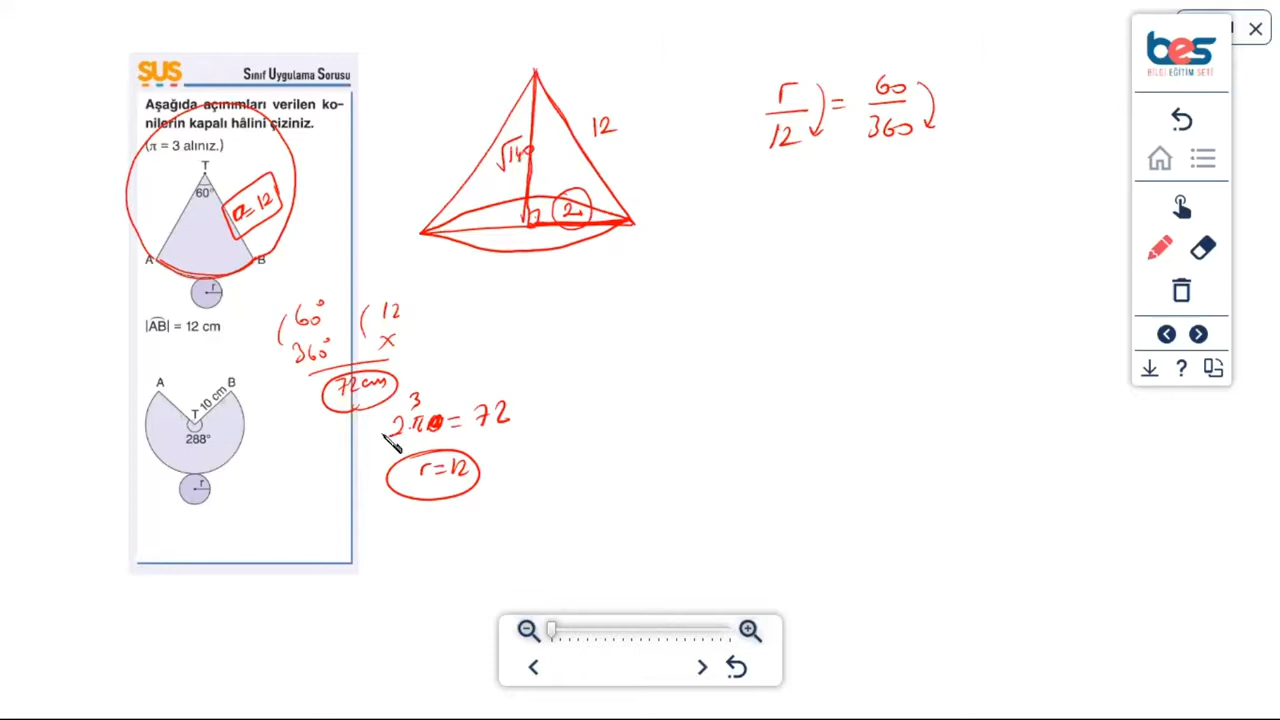 SUS
Sınıf Uygulama Sorusu
Aşağıda açınımları verilen ko-
nilerin kapalı hâlini çiziniz.
(π = 3 alınız.)
T
60°
a=12
A
B
r
|AB| = 12 cm
A
B
10 cm
T
288°
r
60° 12
360° x
72 cm
3
= 72
r=12
12
2
r/12 = 60/360
bes
BİLGİ EĞİTİM SETİ
?